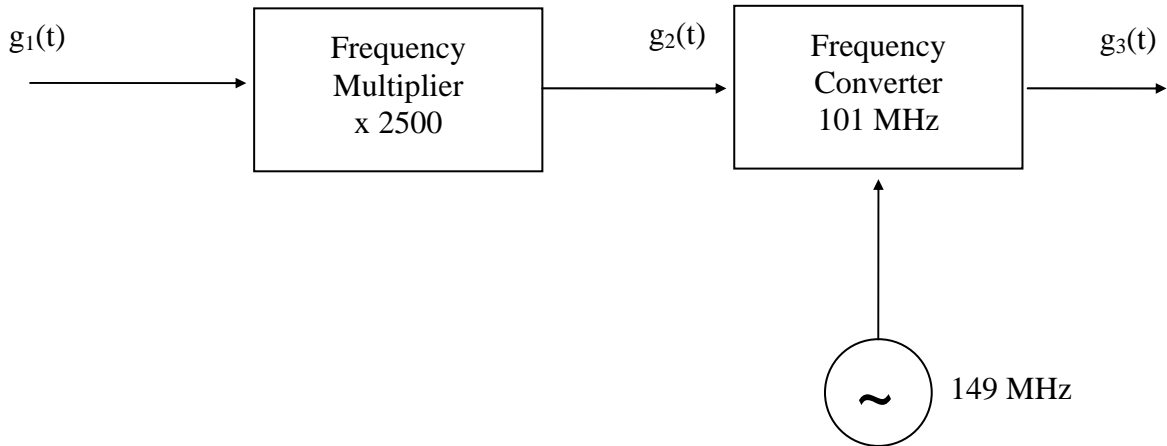 g₁(t)
Frequency
Multiplier
x 2500
g₂(t)
Frequency
Converter
101 MHz
g₃(t)
~
149 MHz